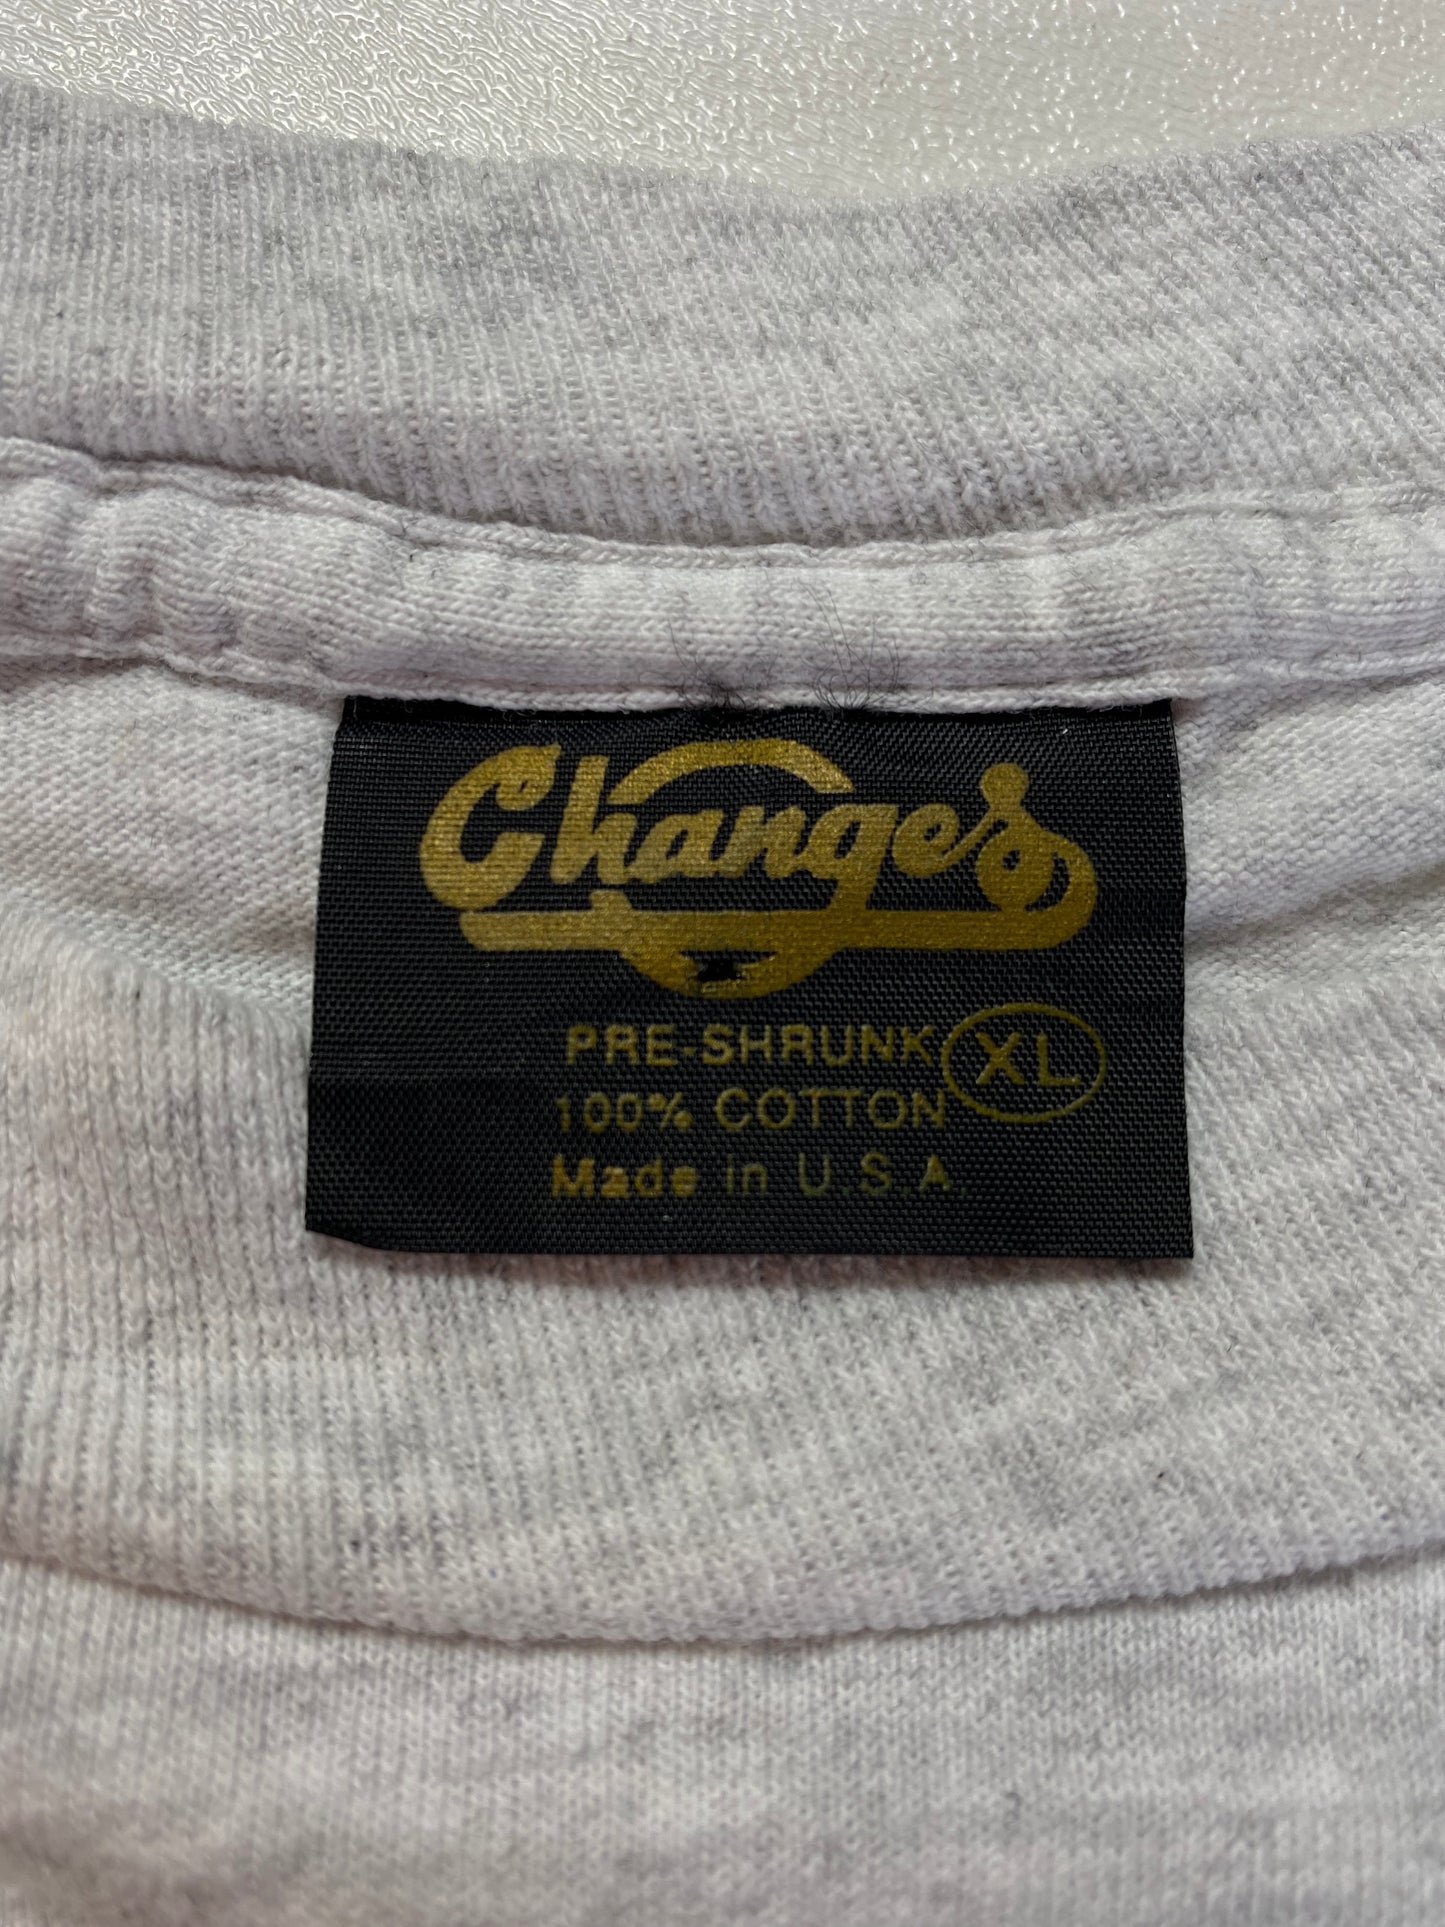 Changes
PRE-SHRUNK
XL
100% COTTON
Made in U.S.A.